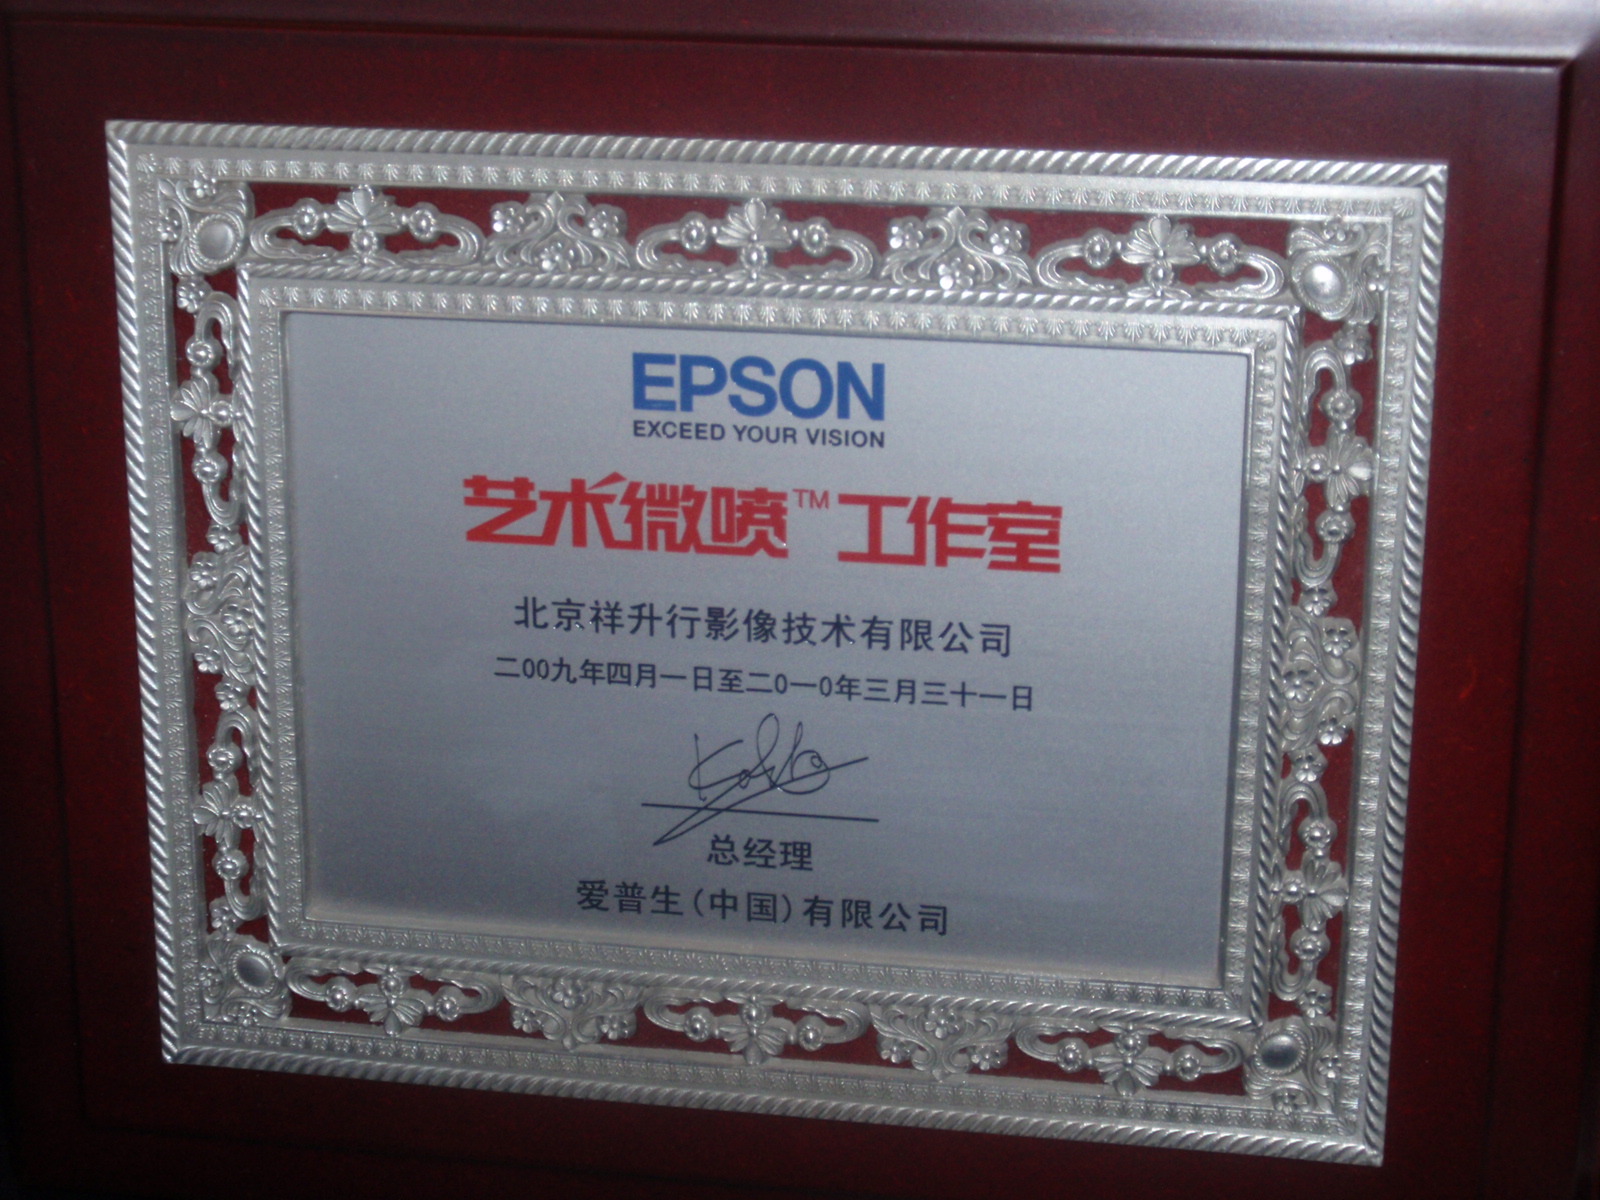 EPSON
EXCEED YOUR VISION
艺术微喷™工作室
北京祥升行影像技术有限公司
二00九年四月一日至二0一0年三月三十一日
总经理
爱普生(中国)有限公司